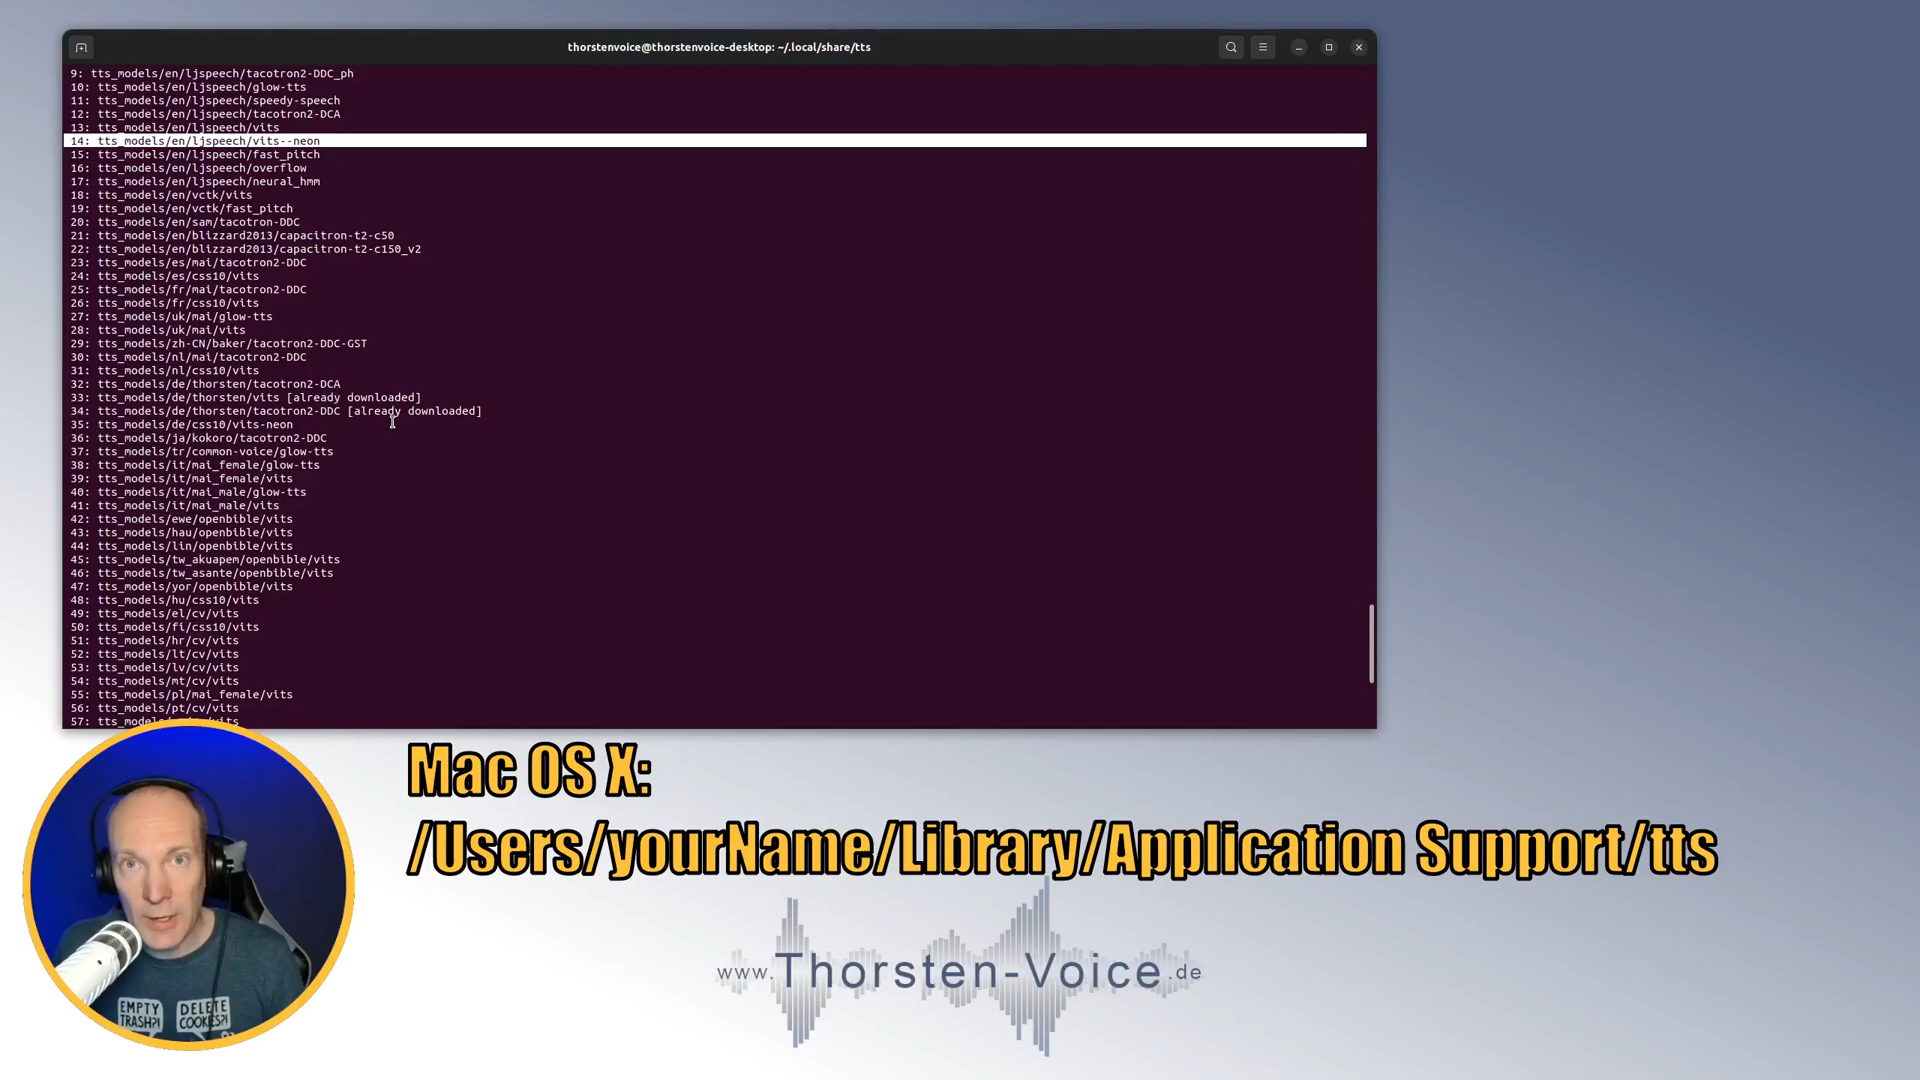 thorstenvoice@thorstenvoice-desktop: ~/.local/share/tts
9: tts_models/en/ljspeech/tacotron2-DDC_ph
10: tts_models/en/ljspeech/glow-tts
11: tts_models/en/ljspeech/speedy-speech
12: tts_models/en/ljspeech/tacotron2-DCA
13: tts_models/en/ljspeech/vits
14: tts_models/en/ljspeech/vits--neon
15: tts_models/en/ljspeech/fast_pitch
16: tts_models/en/ljspeech/overflow
17: tts_models/en/ljspeech/neural_hmm
18: tts_models/en/vctk/vits
19: tts_models/en/vctk/fast_pitch
20: tts_models/en/sam/tacotron-DDC
21: tts_models/en/blizzard2013/capacitron-t2-c50
22: tts_models/en/blizzard2013/capacitron-t2-c150_v2
23: tts_models/es/mai/tacotron2-DDC
24: tts_models/es/css10/vits
25: tts_models/fr/mai/tacotron2-DDC
26: tts_models/fr/css10/vits
27: tts_models/uk/mai/glow-tts
28: tts_models/uk/mai/vits
29: tts_models/zh-CN/baker/tacotron2-DDC-GST
30: tts_models/nl/mai/tacotron2-DDC
31: tts_models/nl/css10/vits
32: tts_models/de/thorsten/tacotron2-DCA
33: tts_models/de/thorsten/vits [already downloaded]
34: tts_models/de/thorsten/tacotron2-DDC [already downloaded]
35: tts_models/de/css10/vits-neon
36: tts_models/ja/kokoro/tacotron2-DDC
37: tts_models/tr/common-voice/glow-tts
38: tts_models/it/mai_female/glow-tts
39: tts_models/it/mai_female/vits
40: tts_models/it/mai_male/glow-tts
41: tts_models/it/mai_male/vits
42: tts_models/ewe/openbible/vits
43: tts_models/hau/openbible/vits
44: tts_models/lin/openbible/vits
45: tts_models/tw_akuapem/openbible/vits
46: tts_models/tw_asante/openbible/vits
47: tts_models/yor/openbible/vits
48: tts_models/hu/css10/vits
49: tts_models/el/cv/vits
50: tts_models/fi/css10/vits
51: tts_models/hr/cv/vits
52: tts_models/lt/cv/vits
53: tts_models/lv/cv/vits
54: tts_models/mt/cv/vits
55: tts_models/pl/mai_female/vits
56: tts_models/pt/cv/vits
57:
Mac OS X:
/Users/yourName/Library/Application Support/tts
www.Thorsten-Voice.de
EMPTY TRASH?!
DELETE COOKIES?!